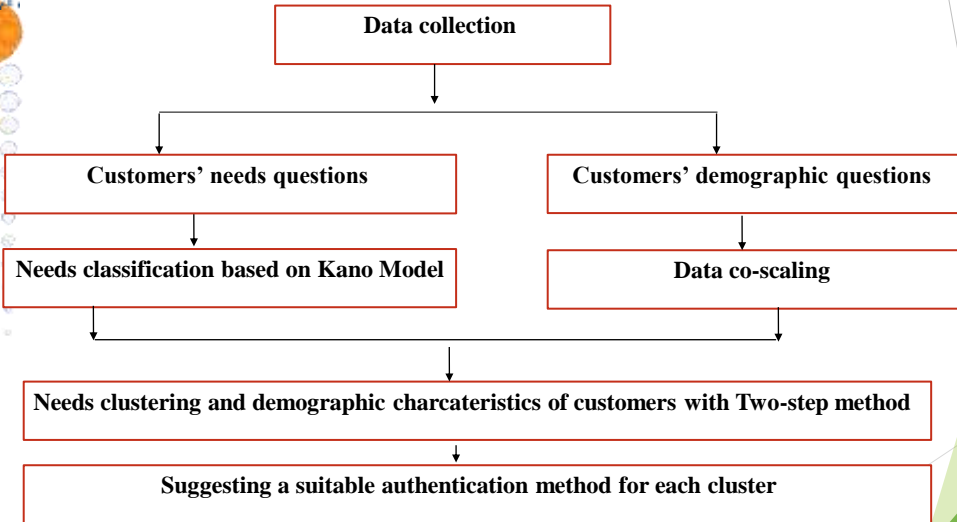 Data collection
Customers’ needs questions
Customers’ demographic questions
Needs classification based on Kano Model
Data co-scaling
Needs clustering and demographic charcateristics of customers with Two-step method
Suggesting a suitable authentication method for each cluster